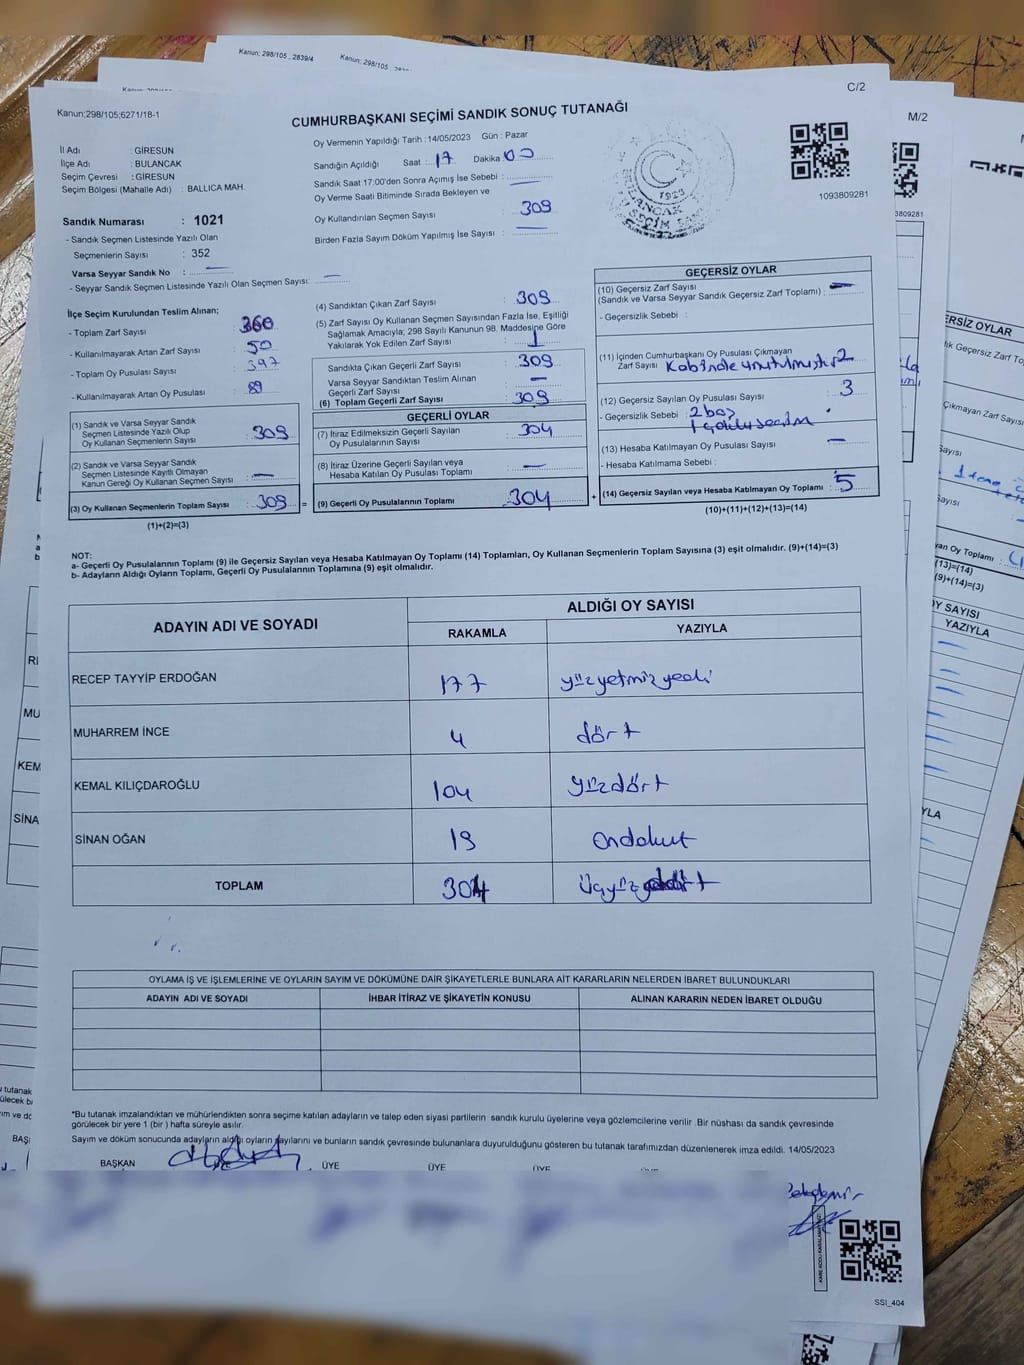 Kanun; 298/105 _ 2839/4
Kanun; 298/105
C/2
M/2
Kanun;298/105;6271/18-1
CUMHURBAŞKANI SEÇİMİ SANDIK SONUÇ TUTANAĞI
Oy Vermenin Yapıldığı Tarih : 14/05/2023 Gün : Pazar
İl Adı : GİRESUN
İlçe Adı : BULANCAK
Seçim Çevresi : GİRESUN
Seçim Bölgesi (Mahalle Adı) : BALLICA MAH.
Sandığın Açıldığı Saat : 17 Dakika : 00
Sandık Saat 17:00'den Sonra Açımış İse Sebebi :
Oy Verme Saati Bitiminde Sırada Bekleyen ve
Oy Kullandırılan Seçmen Sayısı : 309
Birden Fazla Sayım Döküm Yapılmış İse Sayısı :
1923
1093809281
Sandık Numarası : 1021
- Sandık Seçmen Listesinde Yazılı Olan
Seçmenlerin Sayısı : 352
Varsa Seyyar Sandık No :
- Seyyar Sandık Seçmen Listesinde Yazılı Olan Seçmen Sayısı:
İlçe Seçim Kurulundan Teslim Alınan;
- Toplam Zarf Sayısı : 360
- Kullanılmayarak Artan Zarf Sayısı : 50
- Toplam Oy Pusulası Sayısı : 397
- Kullanılmayarak Artan Oy Pusulası : 89
(1) Sandık ve Varsa Seyyar Sandık
Seçmen Listesinde Yazılı Olup
Oy Kullanan Seçmenlerin Sayısı : 309
(2) Sandık ve Varsa Seyyar Sandık
Seçmen Listesinde Kayıtlı Olmayan
Kanun Gereği Oy Kullanan Seçmen Sayısı :
(3) Oy Kullanan Seçmenlerin Toplam Sayısı : 309
(1)+(2)=(3)
(4) Sandıktan Çıkan Zarf Sayısı : 309
(5) Zarf Sayısı Oy Kullanan Seçmen Sayısından Fazla İse, Eşitliği
Sağlamak Amacıyla; 298 Sayılı Kanunun 98. Maddesine Göre
Yakılarak Yok Edilen Zarf Sayısı : 1
Sandıkta Çıkan Geçerli Zarf Sayısı : 309
Varsa Seyyar Sandıktan Teslim Alınan
Geçerli Zarf Sayısı :
(6) Toplam Geçerli Zarf Sayısı : 309
GEÇERLİ OYLAR
(7) İtiraz Edilmeksizin Geçerli Sayılan
Oy Pusulalarının Sayısı : 304
(8) İtiraz Üzerine Geçerli Sayılan veya
Hesaba Katılan Oy Pusulası Toplamı :
(9) Geçerli Oy Pusulalarının Toplamı : 304
GEÇERSİZ OYLAR
(10) Geçersiz Zarf Sayısı
(Sandık ve Varsa Seyyar Sandık Geçersiz Zarf Toplamı) :
- Geçersizlik Sebebi :
(11) İçinden Cumhurbaşkanı Oy Pusulası Çıkmayan
Zarf Sayısı Kabinde unutulmuştur 2
(12) Geçersiz Sayılan Oy Pusulası Sayısı : 3
- Geçersizlik Sebebi : 2 boş
1 çoklu seçim
(13) Hesaba Katılmayan Oy Pusulası Sayısı :
- Hesaba Katılmama Sebebi :
(14) Geçersiz Sayılan veya Hesaba Katılmayan Oy Toplamı : 5
(10)+(11)+(12)+(13)=(14)
NOT:
a- Geçerli Oy Pusulalarının Toplamı (9) ile Geçersiz Sayılan veya Hesaba Katılmayan Oy Toplamı (14) Toplamları, Oy Kullanan Seçmenlerin Toplam Sayısına (3) eşit olmalıdır. (9)+(14)=(3)
b- Adayların Aldığı Oyların Toplamı, Geçerli Oy Pusulalarının Toplamına (9) eşit olmalıdır.
ADAYIN ADI VE SOYADI
ALDIĞI OY SAYISI
RAKAMLA YAZIYLA
RECEP TAYYİP ERDOĞAN 177 yüzyetmişyedi
MUHARREM İNCE 4 dört
KEMAL KILIÇDAROĞLU 104 yüzdört
SİNAN OĞAN 19 ondokuz
TOPLAM 304 üçyüzdört
OYLAMA İŞ VE İŞLEMLERİNE VE OYLARIN SAYIM VE DÖKÜMÜNE DAİR ŞİKAYETLERLE BUNLARA AİT KARARLARIN NELERDEN İBARET BULUNDUKLARI
ADAYIN ADI VE SOYADI İHBAR İTİRAZ VE ŞİKAYETİN KONUSU ALINAN KARARIN NEDEN İBARET OLDUĞU
*Bu tutanak imzalandıktan ve mühürlendikten sonra seçime katılan adayların ve talep eden siyasi partilerin sandık kurulu üyelerine veya gözlemcilerine verilir. Bir nüshası da sandık çevresinde
görülecek bir yere 1 (bir ) hafta süreyle asılır.
Sayım ve döküm sonucunda adayların aldığı oyların sayılarını ve bunların sandık çevresinde bulunanlara duyurulduğunu gösteren bu tutanak tarafımızdan düzenlenerek imza edildi. 14/05/2023
BAŞKAN ÜYE ÜYE ÜYE
SSI_404